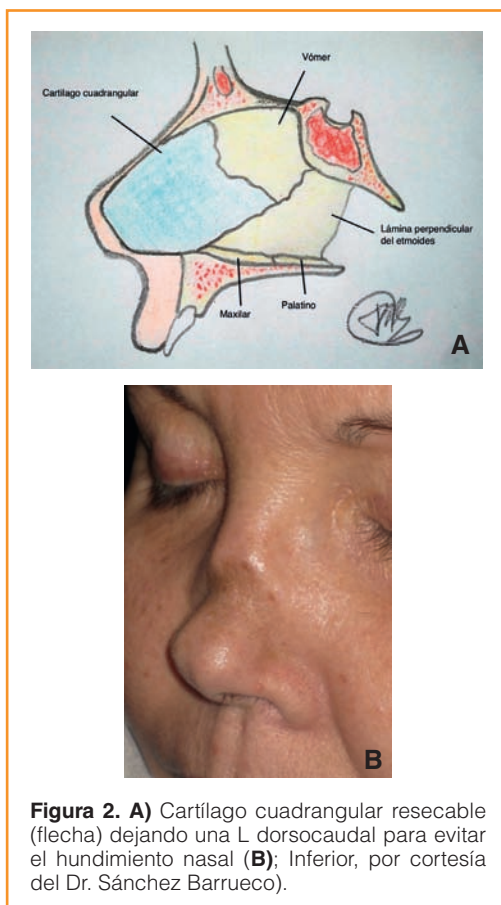 Vómer
Cartílago cuadrangular
Lámina perpendicular
del etmoides
Maxilar
Palatino
A
B
Figura 2. A) Cartílago cuadrangular resecable
(flecha) dejando una L dorsocaudal para evitar
el hundimiento nasal (B); Inferior, por cortesía
del Dr. Sánchez Barrueco).